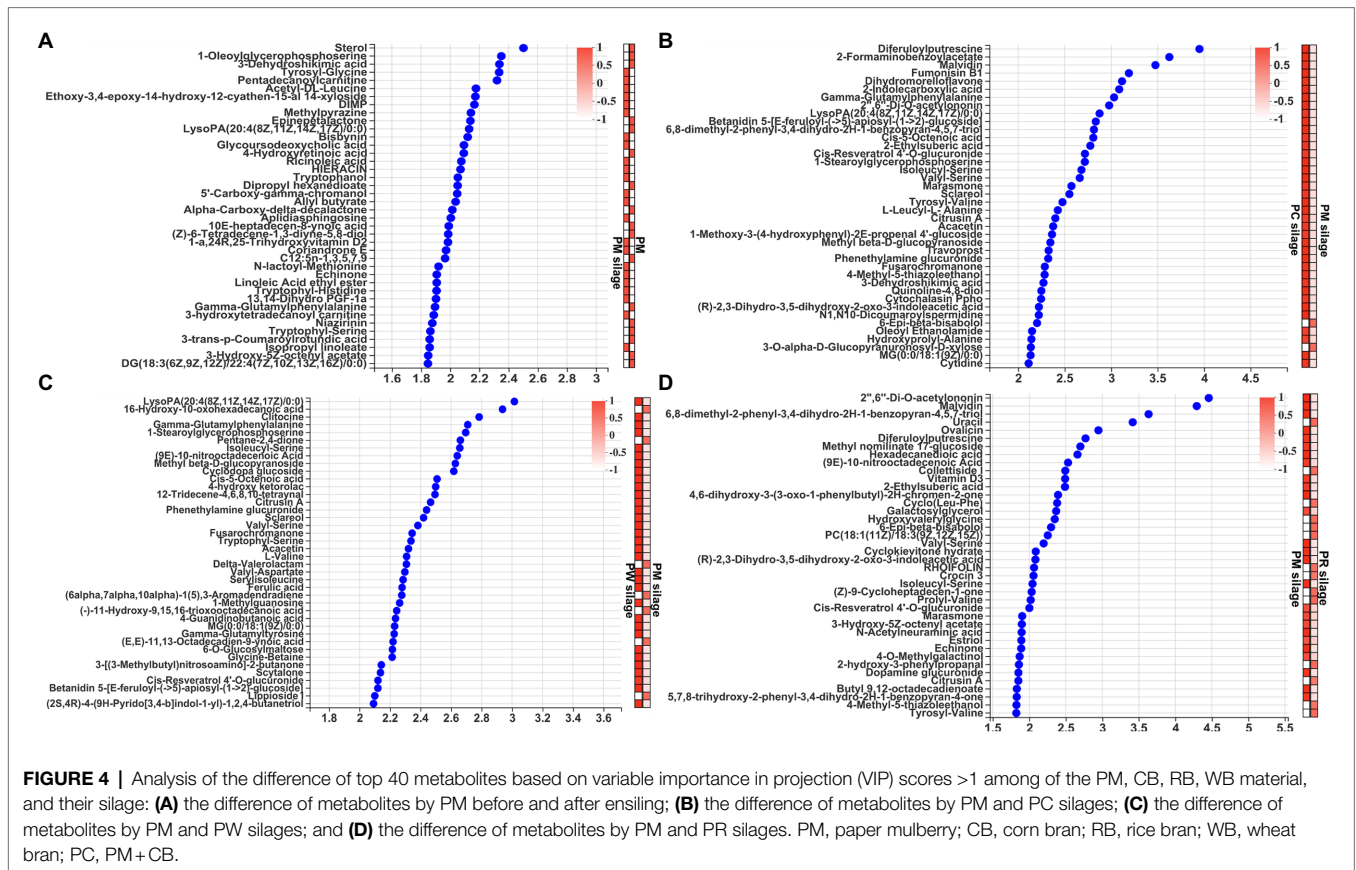 A
Sterol
1-Oleoylglycerophosphoserine
3-Dehydroshikimic acid
Tyrosyl-Glycine
Pentadecanoylcarnitine
Acetyl-DL-Leucine
Ethoxy-3,4-epoxy-14-hydroxy-12-cyathen-15-al 14-xyloside
DIMP
Methylpyrazine
Epinepetalactone
LysoPA(20:4(8Z,11Z,14Z,17Z)/0:0)
Bisbynin
Glycoursodeoxycholic acid
4-Hydroxyretinoic acid
Ricinoleic acid
HIERACIN
Tryptophanol
Dipropyl hexanedioate
5'-Carboxy-gamma-chromanol
Allyl butyrate
Alpha-Carboxy-delta-decalactone
Aplidiasphingosine
10E-heptadecen-8-ynoic acid
(Z)-6-Tetradecene-1,3-diyne-5,8-diol
1-a,24R,25-Trihydroxyvitamin D2
Coriandrone E
C12:5n-1,3,5,7,9
N-lactoyl-Methionine
Echinone
Linoleic Acid ethyl ester
Tryptophyl-Histidine
13,14-Dihydro PGF-1a
Gamma-Glutamylphenylalanine
3-hydroxytetradecanoyl carnitine
Niazirinin
Tryptophyl-Serine
3-trans-p-Coumaroylrotundic acid
Isopropyl linoleate
3-Hydroxy-5Z-octenyl acetate
DG(18:3(6Z,9Z,12Z)/22:4(7Z,10Z,13Z,16Z)/0:0)
1.6 1.8 2 2.2 2.4 2.6 2.8 3
1
0.5
0
-0.5
-1
PM silage
PM
B
Diferuloylputrescine
2-Formaminobenzoylacetate
Malvidin
Fumonisin B1
Dihydromorelloflavone
2-Indolecarboxylic acid
Gamma-Glutamylphenylalanine
2",6"-Di-O-acetylononin
LysoPA(20:4(8Z,11Z,14Z,17Z)/0:0)
Betanidin 5-[E-feruloyl-(->5)-apiosyl-(1->2)-glucoside]
6,8-dimethyl-2-phenyl-3,4-dihydro-2H-1-benzopyran-4,5,7-triol
Cis-5-Octenoic acid
2-Ethylsuberic acid
Cis-Resveratrol 4'-O-glucuronide
1-Stearoylglycerophosphoserine
Isoleucyl-Serine
Valyl-Serine
Marasmone
Sclareol
Tyrosyl-Valine
L-Leucyl-L- Alanine
Citrusin A
Acacetin
1-Methoxy-3-(4-hydroxyphenyl)-2E-propenal 4'-glucoside
Methyl beta-D-glucopyranoside
Travoprost
Phenethylamine glucuronide
Fusarochromanone
4-Methyl-5-thiazoleethanol
3-Dehydroshikimic acid
Quinoline-4,8-diol
Cytochalasin Ppho
(R)-2,3-Dihydro-3,5-dihydroxy-2-oxo-3-indoleacetic acid
N1,N10-Dicoumaroylspermidine
6-Epi-beta-bisabolol
Oleoyl Ethanolamide
Hydroxyprolyl-Alanine
3-O-alpha-D-Glucopyranuronosyl-D-xylose
MG(0:0/18:1(9Z)/0:0)
Cytidine
2 2.5 3 3.5 4 4.5
1
0.5
0
-0.5
-1
PC silage
PM silage
C
LysoPA(20:4(8Z,11Z,14Z,17Z)/0:0)
16-Hydroxy-10-oxohexadecanoic acid
Clitocine
Gamma-Glutamylphenylalanine
1-Stearoylglycerophosphoserine
Pentane-2,4-dione
Isoleucyl-Serine
(9E)-10-nitrooctadecenoic acid
Methyl beta-D-glucopyranoside
Cyclodopa glucoside
Cis-5-Octenoic acid
4-hydroxy ketorolac
12-Tridecene-4,6,8,10-tetraynal
Citrusin A
Phenethylamine glucuronide
Sclareol
Valyl-Serine
Fusarochromanone
Tryptophyl-Serine
Acacetin
L-Valine
Delta-Valerolactam
Valyl-Aspartate
Serylisoleucine
Ferulic acid
(6alpha,7alpha,10alpha)-1(5),3-Aromadendradiene
1-Methylguanosine
(-)-11-Hydroxy-9,15,16-trioxooctadecanoic acid
4-Guanidinobutanoic acid
MG(0:0/18:1(9Z)/0:0)
Gamma-Glutamyltyrosine
(E,E)-11,13-Octadecadien-9-ynoic acid
6-O-Glucosylmaltose
Glycine-Betaine
3-[(3-Methylbutyl)nitrosoamino]-2-butanone
Scytalone
Cis-Resveratrol 4'-O-glucuronide
Betanidin 5-[E-feruloyl-(->5)-apiosyl-(1->2]-glucoside]
Lippioside 1
(2S,4R)-4-(9H-Pyrido[3,4-b]indol-1-yl)-1,2,4-butanetriol
1.8 2 2.2 2.4 2.6 2.8 3 3.2 3.4 3.6
1
0.5
0
-0.5
-1
PW silage
PM silage
D
2",6"-Di-O-acetylononin
Malvidin
6,8-dimethyl-2-phenyl-3,4-dihydro-2H-1-benzopyran-4,5,7-triol
Uracil
Ovalicin
Diferuloylputrescine
Methyl nomilinate 17-glucoside
Hexadecanedioic acid
(9E)-10-nitrooctadecenoic Acid
Collettiside I
Vitamin D3
2-Ethylsuberic acid
4,6-dihydroxy-3-(3-oxo-1-phenylbutyl)-2H-chromen-2-one
Cyclo(Leu-Phe)
Galactosylglycerol
Hydroxyvalerylglycine
6-Epi-beta-bisabolol
PC(18:1(11Z)/18:3(9Z,12Z,15Z))
Valyl-Serine
Cyclokievitone hydrate
(R)-2,3-Dihydro-3,5-dihydroxy-2-oxo-3-indoleacetic acid
RHOIFOLIN
Crocin 3
Isoleucyl-Serine
(Z)-9-Cycloheptadecen-1-one
Prolyl-Valine
Cis-Resveratrol 4'-O-glucuronide
Marasmone
3-Hydroxy-5Z-octenyl acetate
N-Acetylneuraminic acid
Estriol
Echinone
4-O-Methylgalactinol
2-hydroxy-3-phenylpropanal
Dopamine glucuronide
Citrusin A
Butyl 9,12-octadecadienoate
5,7,8-trihydroxy-2-phenyl-3,4-dihydro-2H-1-benzopyran-4-one
4-Methyl-5-thiazoleethanol
Tyrosyl-Valine
1.5 2 2.5 3 3.5 4 4.5 5 5.5
1
0.5
0
-0.5
-1
PM silage
PR silage
FIGURE 4 | Analysis of the difference of top 40 metabolites based on variable importance in projection (VIP) scores >1 among of the PM, CB, RB, WB material,
and their silage: (A) the difference of metabolites by PM before and after ensiling; (B) the difference of metabolites by PM and PC silages; (C) the difference of
metabolites by PM and PW silages; and (D) the difference of metabolites by PM and PR silages. PM, paper mulberry; CB, corn bran; RB, rice bran; WB, wheat
bran; PC, PM+CB.